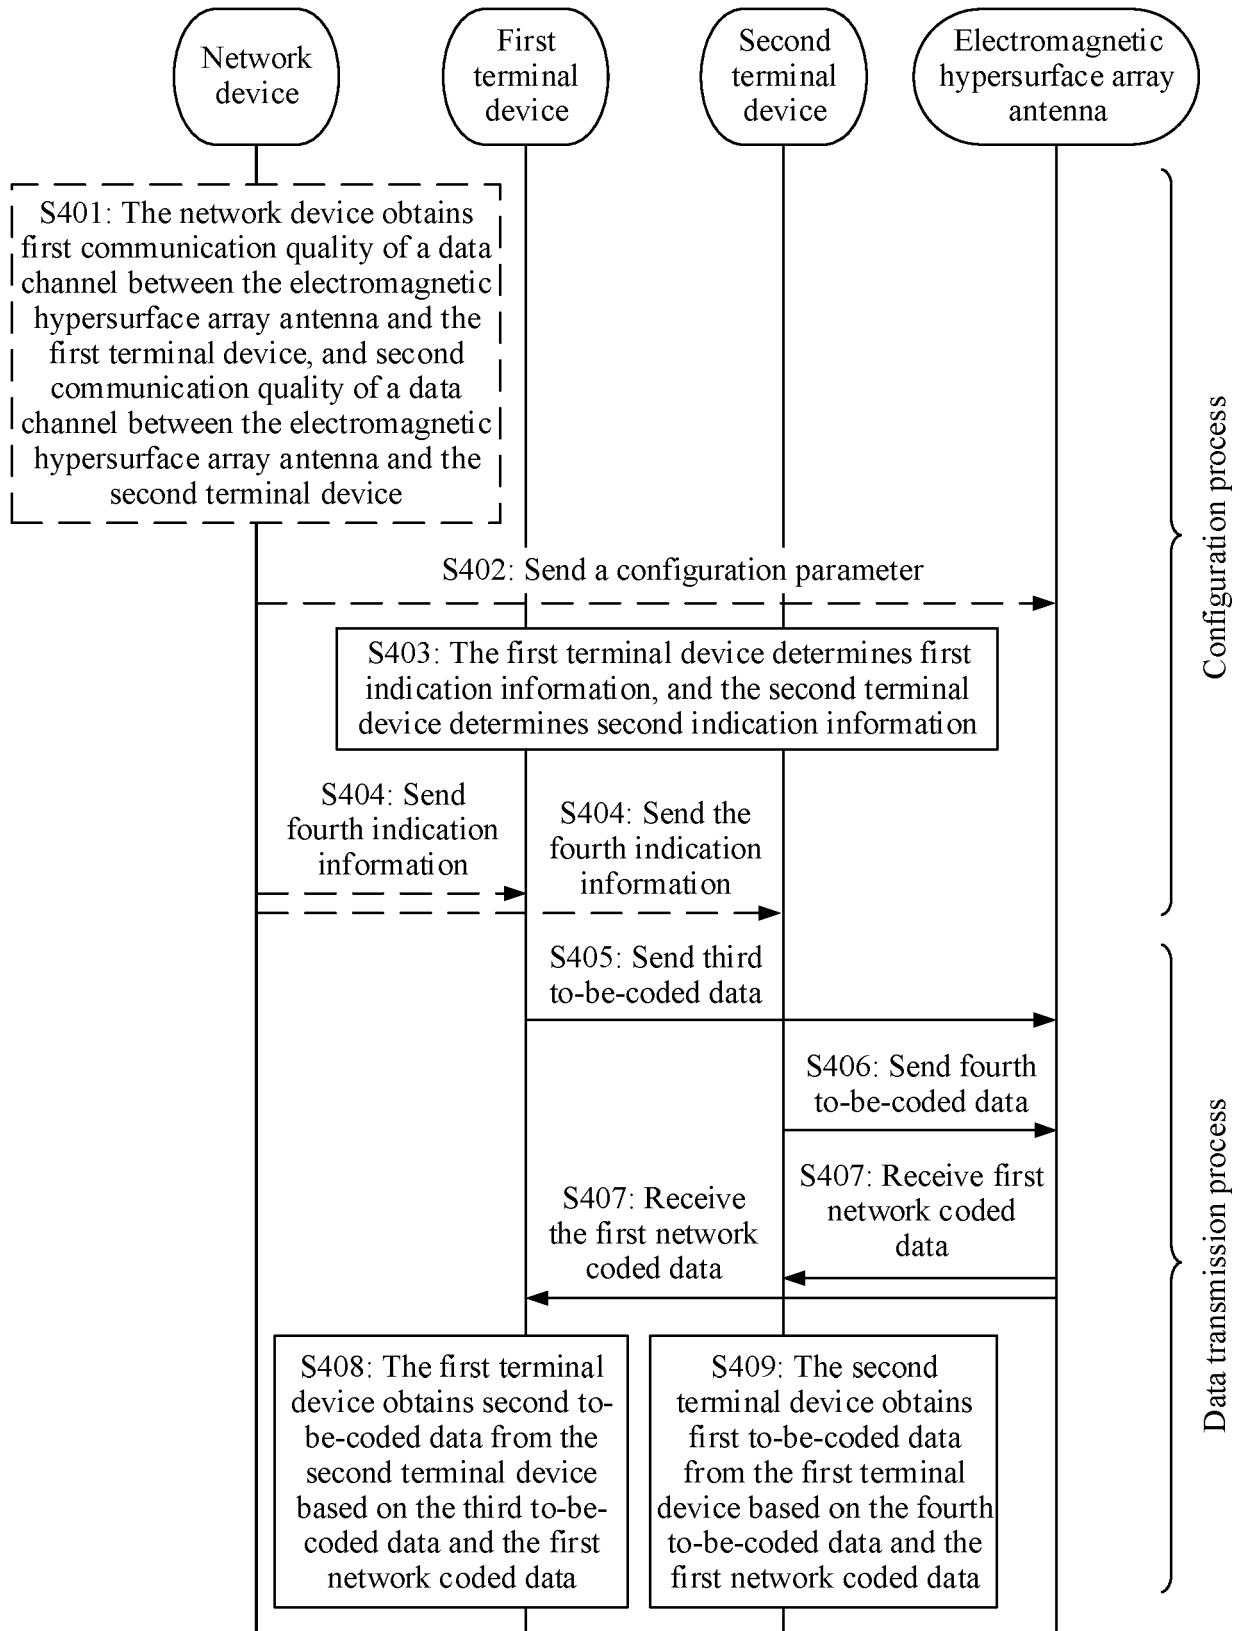 Network
device
First
terminal
device
Second
terminal
device
Electromagnetic
hypersurface array
antenna
S401: The network device obtains
first communication quality of a data
channel between the electromagnetic
hypersurface array antenna and the
first terminal device, and second
communication quality of a data
channel between the electromagnetic
hypersurface array antenna and the
second terminal device
S402: Send a configuration parameter
S403: The first terminal device determines first
indication information, and the second terminal
device determines second indication information
S404: Send
fourth indication
information
S404: Send the
fourth indication
information
Configuration process
S405: Send third
to-be-coded data
S406: Send fourth
to-be-coded data
S407: Receive first
network coded
data
S407: Receive
the first network
coded data
S408: The first terminal
device obtains second to-
be-coded data from the
second terminal device
based on the third to-be-
coded data and the first
network coded data
S409: The second
terminal device obtains
first to-be-coded data
from the first terminal
device based on the fourth
to-be-coded data and the
first network coded data
Data transmission process